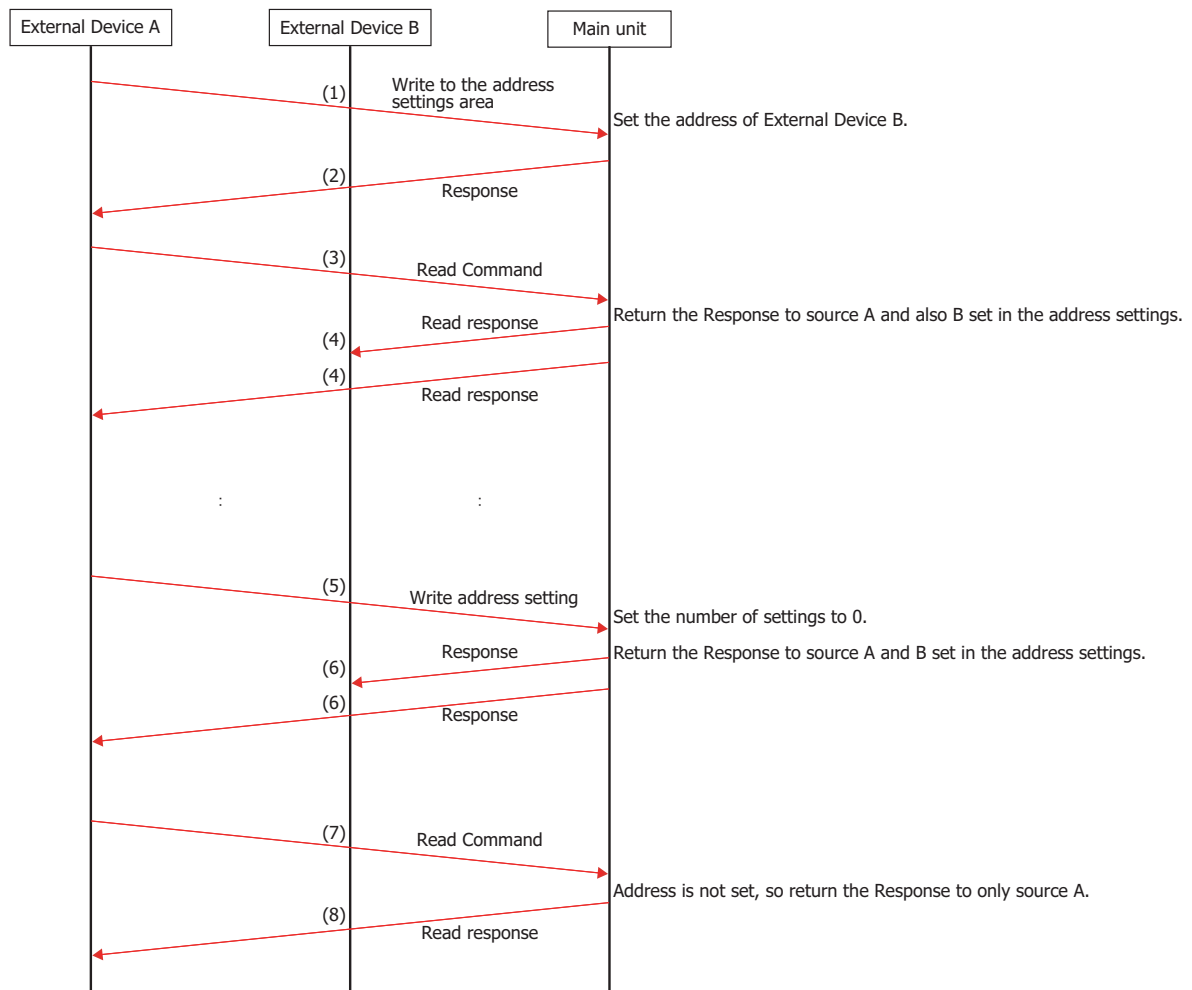 External Device A
External Device B
Main unit
(1)
Write to the address
settings area
Set the address of External Device B.
(2)
Response
(3)
Read Command
Return the Response to source A and also B set in the address settings.
Read response
(4)
(4)
Read response
:
:
(5)
Write address setting
Set the number of settings to 0.
Response
Return the Response to source A and B set in the address settings.
(6)
(6)
Response
(7)
Read Command
Address is not set, so return the Response to only source A.
(8)
Read response